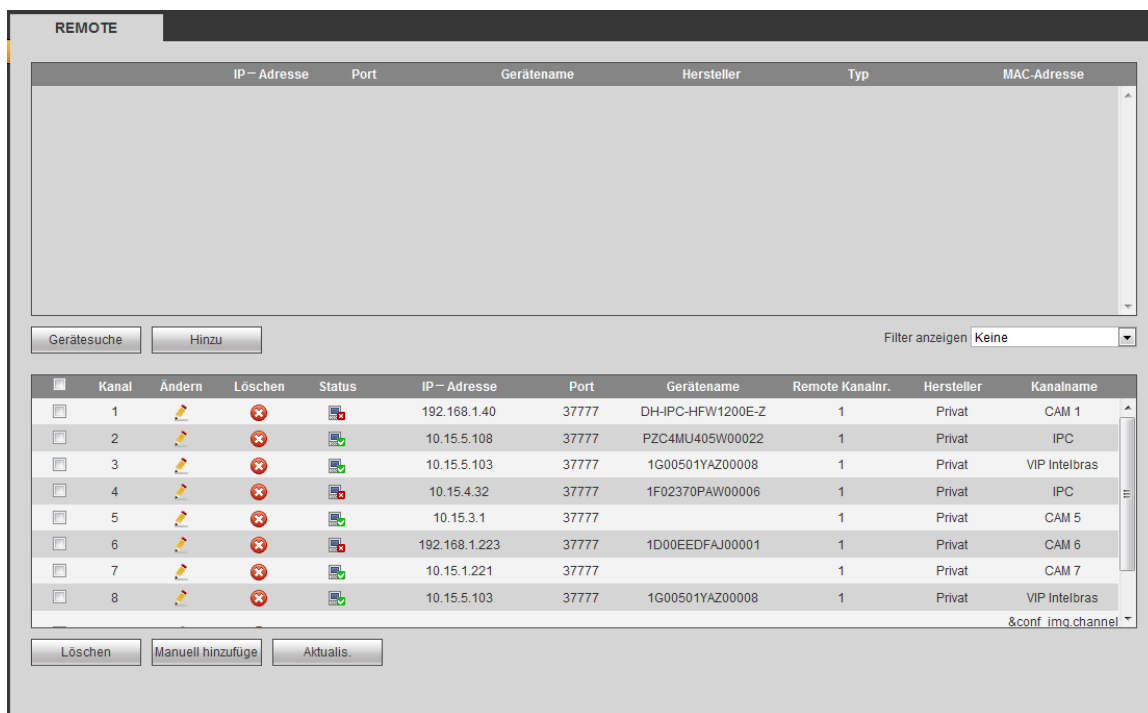 REMOTE
IP－Adresse Port Gerätename Hersteller Typ MAC-Adresse
Gerätesuche Hinzu Filter anzeigen Keine
Kanal Ändern Löschen Status IP－Adresse Port Gerätename Remote Kanalnr. Hersteller Kanalname
1 192.168.1.40 37777 DH-IPC-HFW1200E-Z 1 Privat CAM 1
2 10.15.5.108 37777 PZC4MU405W00022 1 Privat IPC
3 10.15.5.103 37777 1G00501YAZ00008 1 Privat VIP Intelbras
4 10.15.4.32 37777 1F02370PAW00006 1 Privat IPC
5 10.15.3.1 37777 1 Privat CAM 5
6 192.168.1.223 37777 1D00EEDFAJ00001 1 Privat CAM 6
7 10.15.1.221 37777 1 Privat CAM 7
8 10.15.5.103 37777 1G00501YAZ00008 1 Privat VIP Intelbras
&conf_img.channel
Löschen Manuell hinzufüge Aktualis.